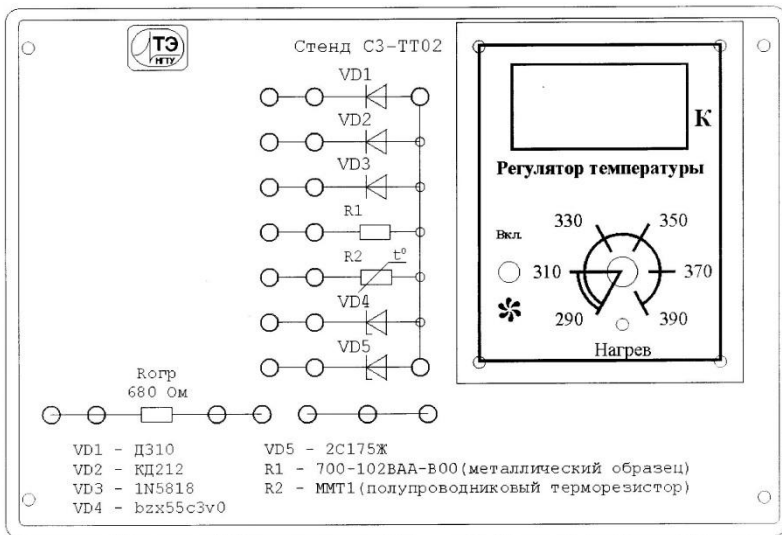 ТЭ
НГТУ
Стенд С3-ТТ02
VD1
VD2
VD3
R1
R2
t°
VD4
VD5
Rогр
680 Ом
К
Регулятор температуры
Вкл.
330
350
310
370
290
390
Нагрев
VD1 - Д310
VD2 - КД212
VD3 - 1N5818
VD4 - bzx55c3v0
VD5 - 2С175Ж
R1 - 700-102BAA-B00(металлический образец)
R2 - ММТ1(полупроводниковый терморезистор)